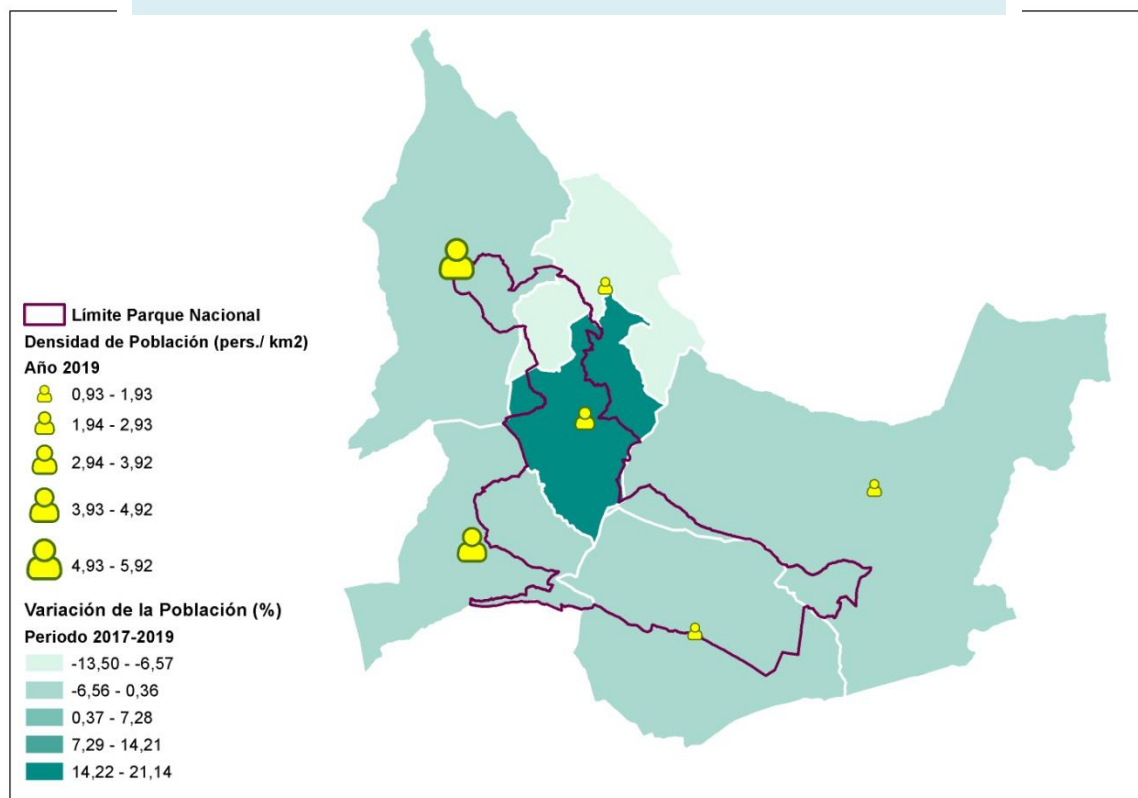 Límite Parque Nacional
Densidad de Población (pers./ km2)
Año 2019
0,93 - 1,93
1,94 - 2,93
2,94 - 3,92
3,93 - 4,92
4,93 - 5,92
Variación de la Población (%)
Periodo 2017-2019
-13,50 - -6,57
-6,56 - 0,36
0,37 - 7,28
7,29 - 14,21
14,22 - 21,14